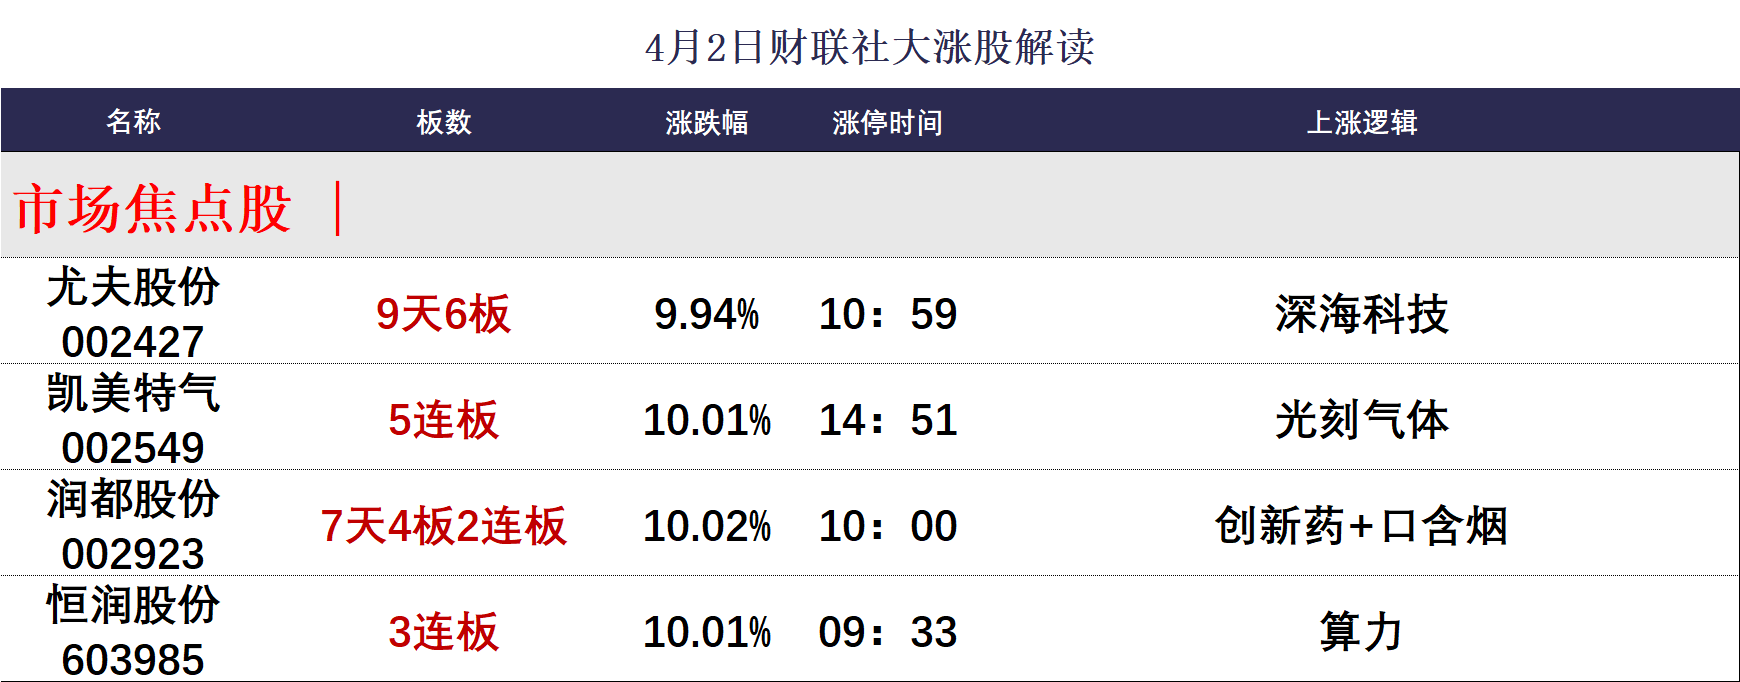 4月2日财联社大涨股解读
名称 板数 涨跌幅 涨停时间 上涨逻辑
市场焦点股 ｜
尤夫股份
002427 9天6板 9.94% 10：59 深海科技
凯美特气
002549 5连板 10.01% 14：51 光刻气体
润都股份
002923 7天4板2连板 10.02% 10：00 创新药+口含烟
恒润股份
603985 3连板 10.01% 09：33 算力